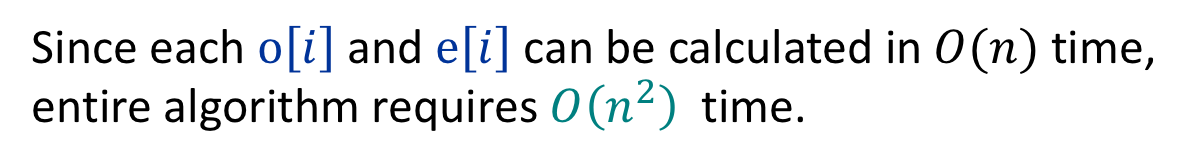 Since each o[i] and e[i] can be calculated in O(n) time,
entire algorithm requires O(n²) time.